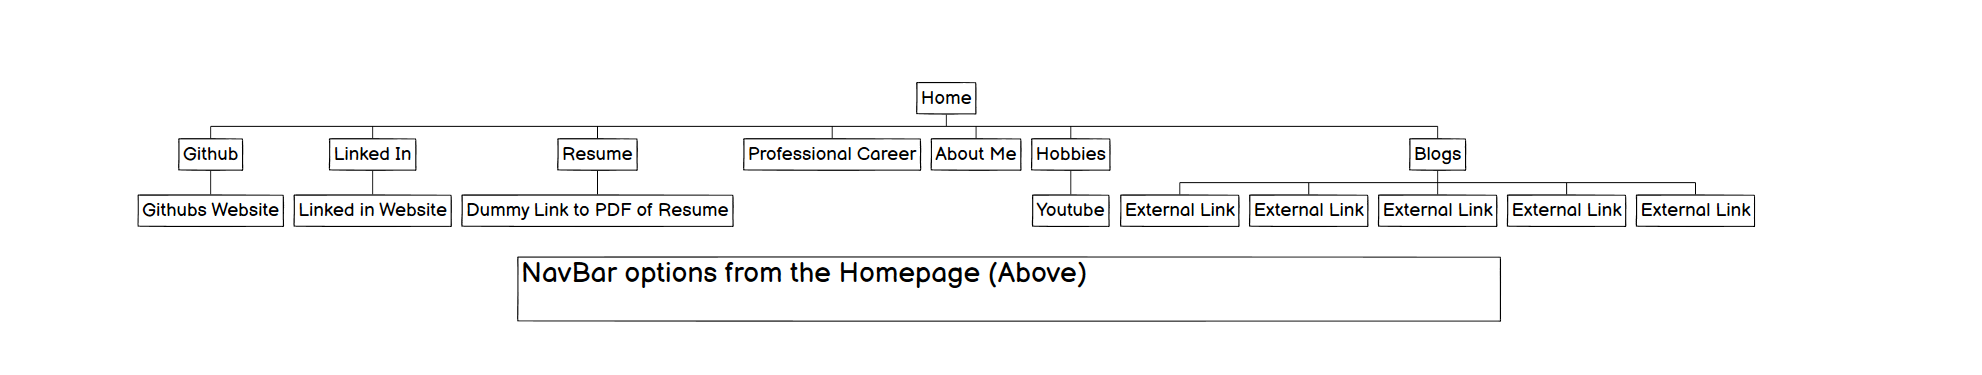 Home
Github
Linked In
Resume
Professional Career
About Me
Hobbies
Blogs
Githubs Website
Linked in Website
Dummy Link to PDF of Resume
Youtube
External Link
External Link
External Link
External Link
External Link
NavBar options from the Homepage (Above)